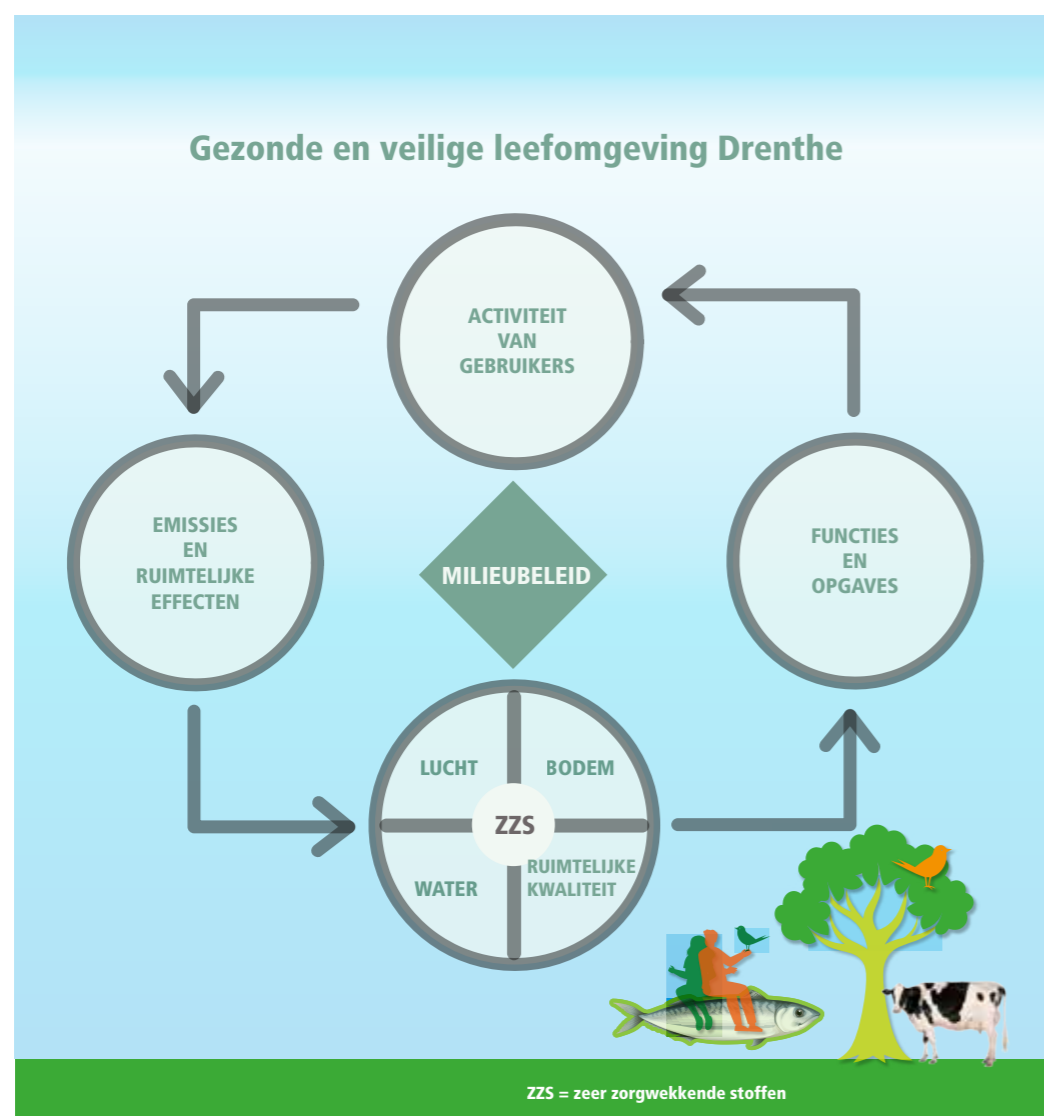 Gezonde en veilige leefomgeving Drenthe
ACTIVITEIT
VAN
GEBRUIKERS
EMISSIES
EN
RUIMTELIJKE
EFFECTEN
MILIEUBELEID
FUNCTIES
EN
OPGAVES
LUCHT
BODEM
ZZS
WATER
RUIMTELIJKE
KWALITEIT
ZZS = zeer zorgwekkende stoffen